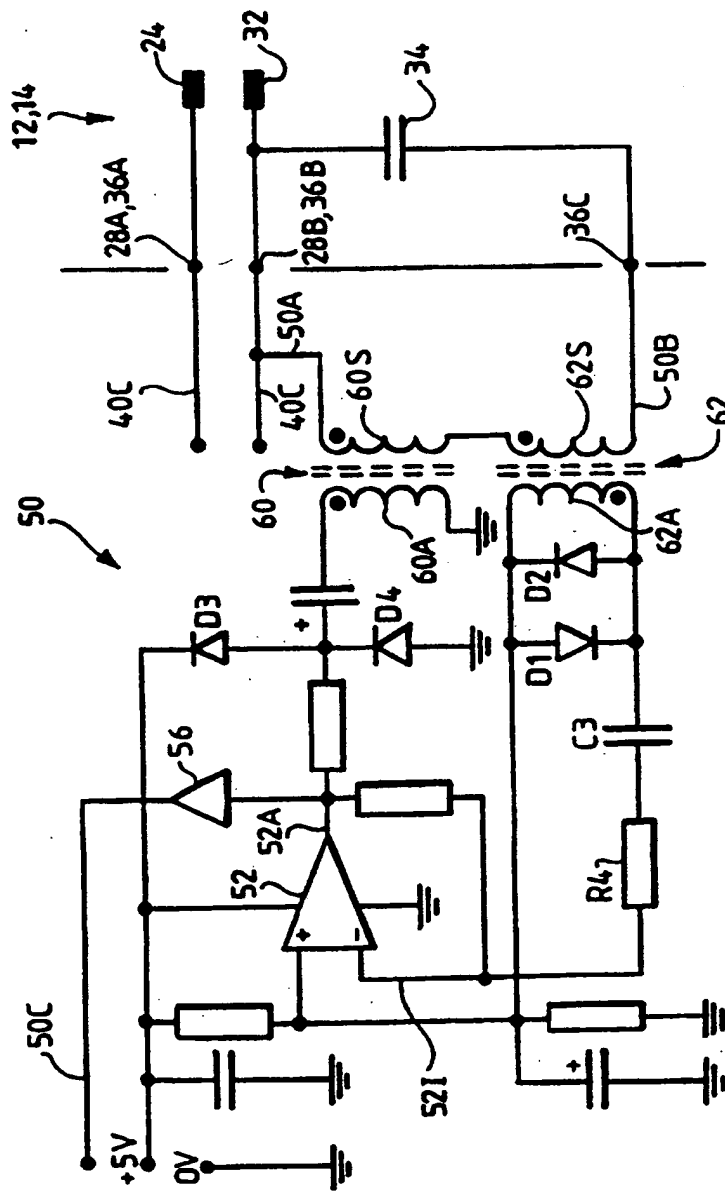 12,14
24
32
34
28A,36A
28B,36B
36C
40C
40C
50A
50B
60S
62S
60
62
60A
62A
50
D3
D4
D2
D1
C3
R4
56
52A
52
+
-
+
+
52I
50C
+5V
0V